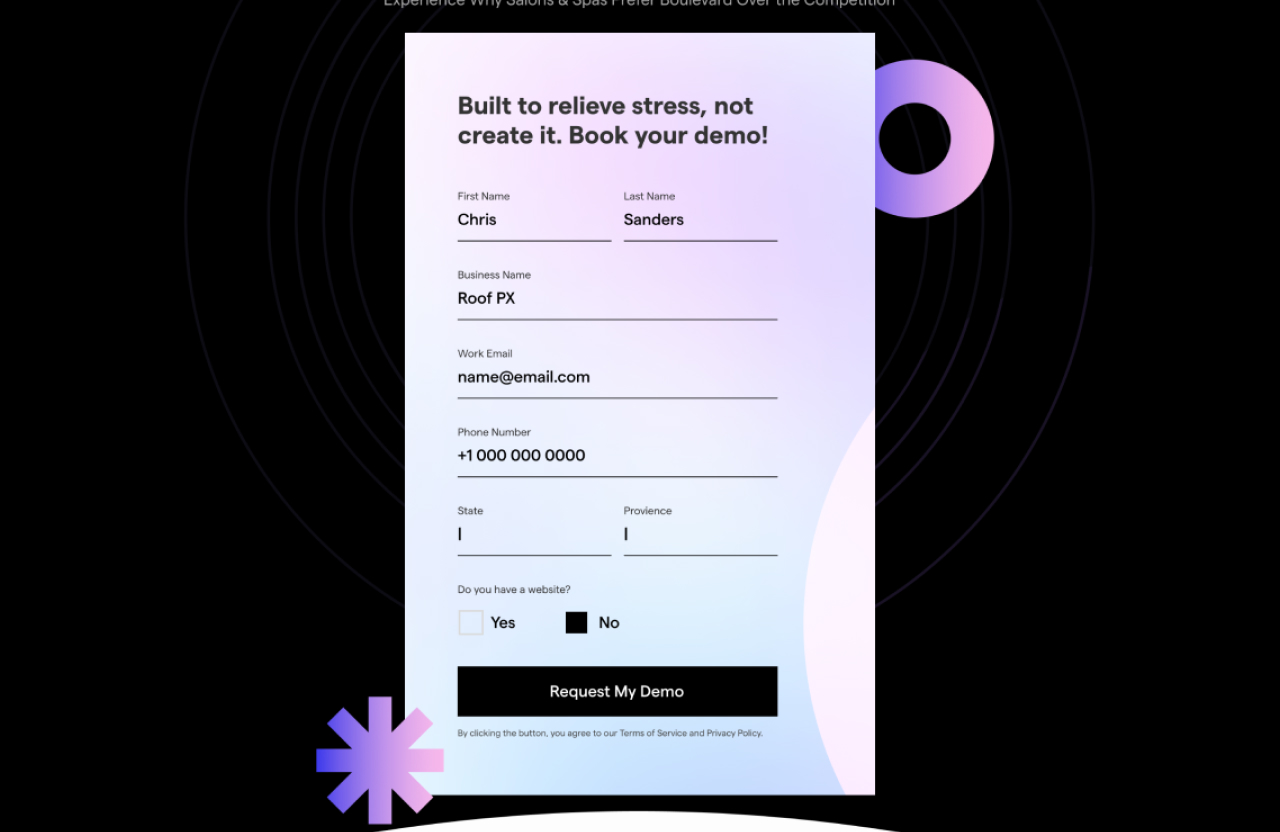 Experience Why Salons & Spas Prefer Boulevard Over the Competition
Built to relieve stress, not
create it. Book your demo!
First Name
Last Name
Chris
Sanders
Business Name
Roof PX
Work Email
name@email.com
Phone Number
+1 000 000 0000
State
Provience
Do you have a website?
Yes
No
Request My Demo
By clicking the button, you agree to our Terms of Service and Privacy Policy.